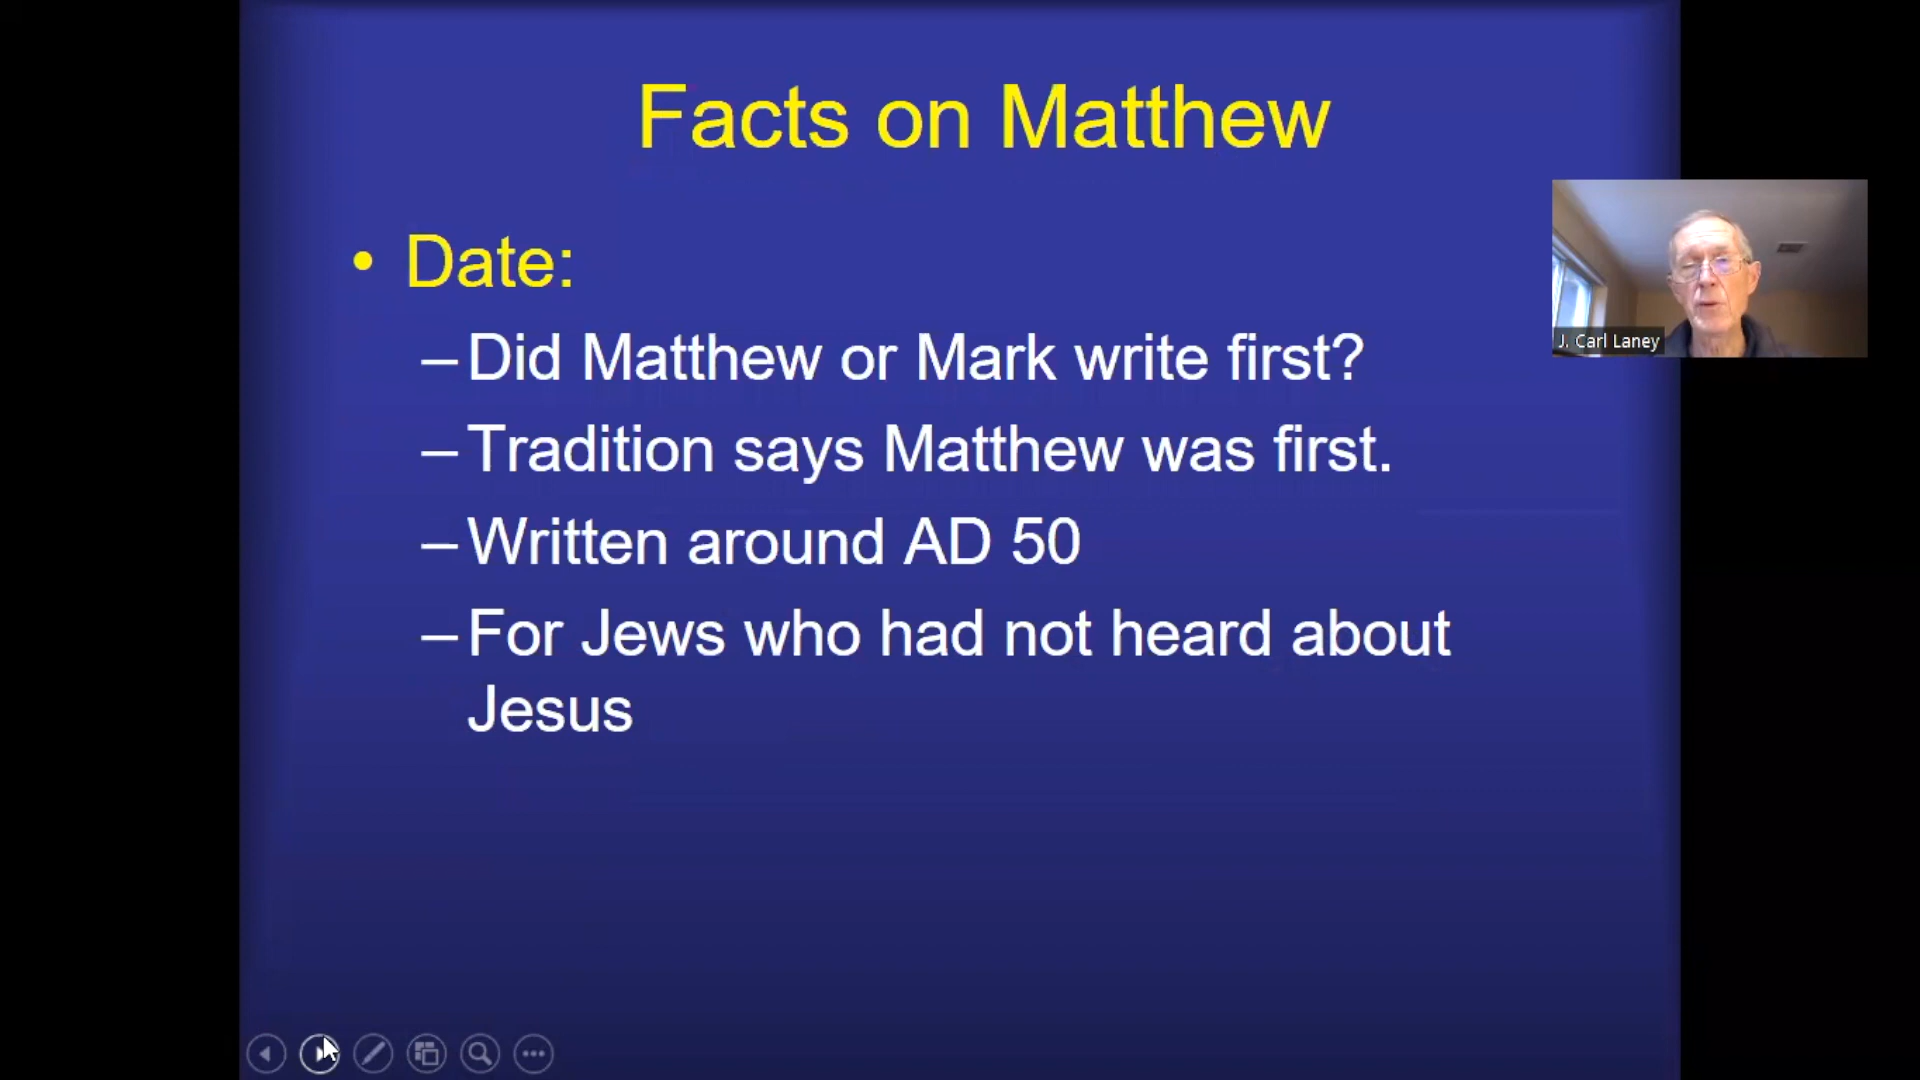 Facts on Matthew
• Date:
– Did Matthew or Mark write first?
– Tradition says Matthew was first.
– Written around AD 50
– For Jews who had not heard about
Jesus
J. Carl Laney